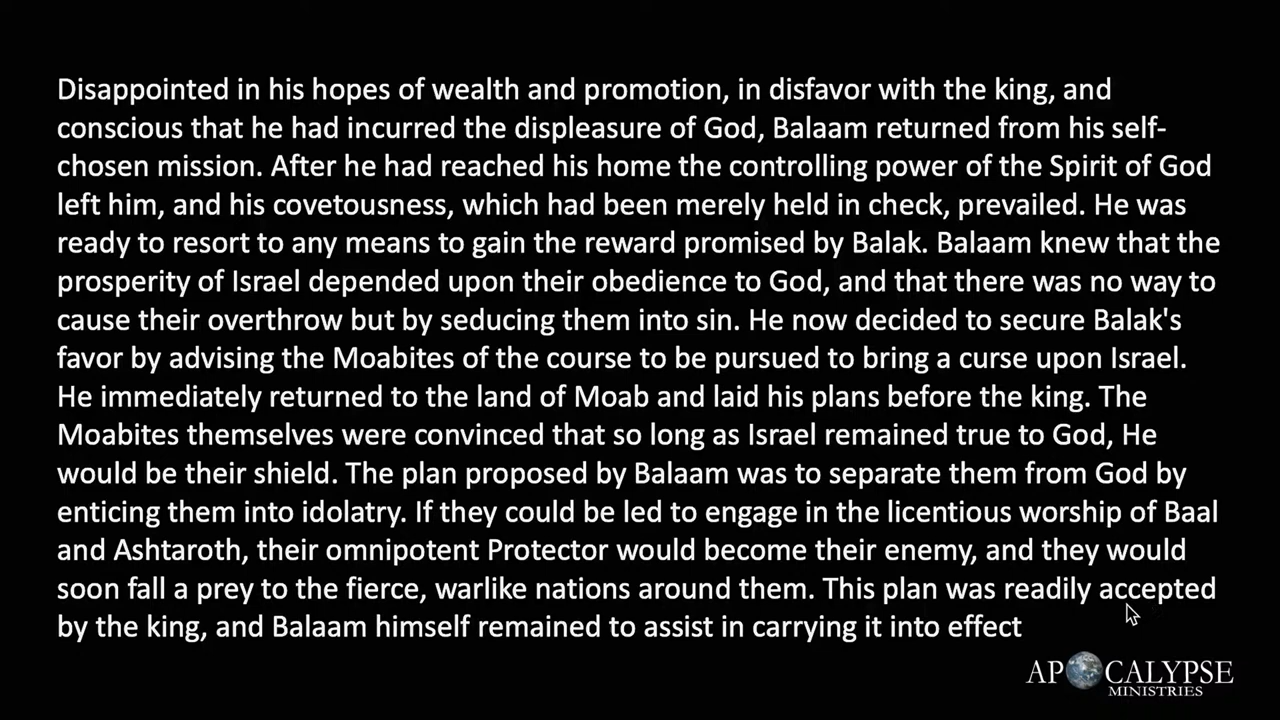 Disappointed in his hopes of wealth and promotion, in disfavor with the king, and
conscious that he had incurred the displeasure of God, Balaam returned from his self-
chosen mission. After he had reached his home the controlling power of the Spirit of God
left him, and his covetousness, which had been merely held in check, prevailed. He was
ready to resort to any means to gain the reward promised by Balak. Balaam knew that the
prosperity of Israel depended upon their obedience to God, and that there was no way to
cause their overthrow but by seducing them into sin. He now decided to secure Balak's
favor by advising the Moabites of the course to be pursued to bring a curse upon Israel.
He immediately returned to the land of Moab and laid his plans before the king. The
Moabites themselves were convinced that so long as Israel remained true to God, He
would be their shield. The plan proposed by Balaam was to separate them from God by
enticing them into idolatry. If they could be led to engage in the licentious worship of Baal
and Ashtaroth, their omnipotent Protector would become their enemy, and they would
soon fall a prey to the fierce, warlike nations around them. This plan was readily accepted
by the king, and Balaam himself remained to assist in carrying it into effect
APOCALYPSE
MINISTRIES